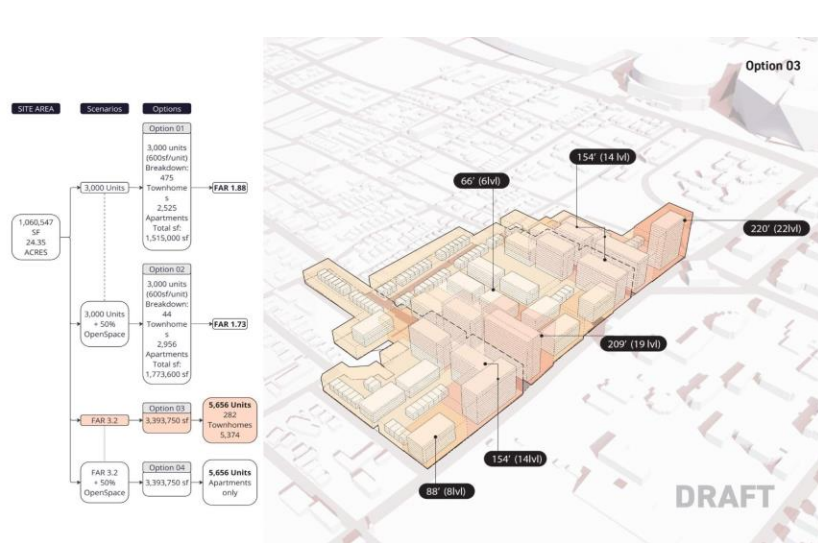 Option 03
SITE AREA
Scenarios
Options
1,060,547
SF
24.35
ACRES
3,000 Units
Option 01
3,000 units
(600sf/unit)
Breakdown:
475
Townhome
s
2,525
Apartments
Total sf:
1,515,000 sf
FAR 1.88
3,000 Units
+ 50%
OpenSpace
Option 02
3,000 units
(600sf/unit)
Breakdown:
44
Townhome
s
2,956
Apartments
Total sf:
1,773,600 sf
FAR 1.73
FAR 3.2
Option 03
3,393,750 sf
5,656 Units
282
Townhomes
5,374
FAR 3.2
+ 50%
OpenSpace
Option 04
3,393,750 sf
5,656 Units
Apartments
only
154' (14 lvl)
66' (6lvl)
220' (22lvl)
209' (19 lvl)
154' (14lvl)
88' (8lvl)
DRAFT